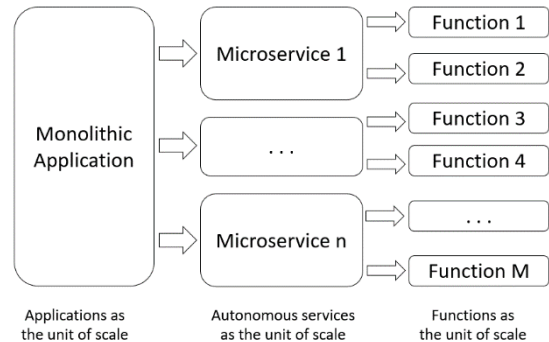 Monolithic
Application
Microservice 1
. . .
Microservice n
Function 1
Function 2
Function 3
Function 4
. . .
Function M
Applications as
the unit of scale
Autonomous services
as the unit of scale
Functions as
the unit of scale